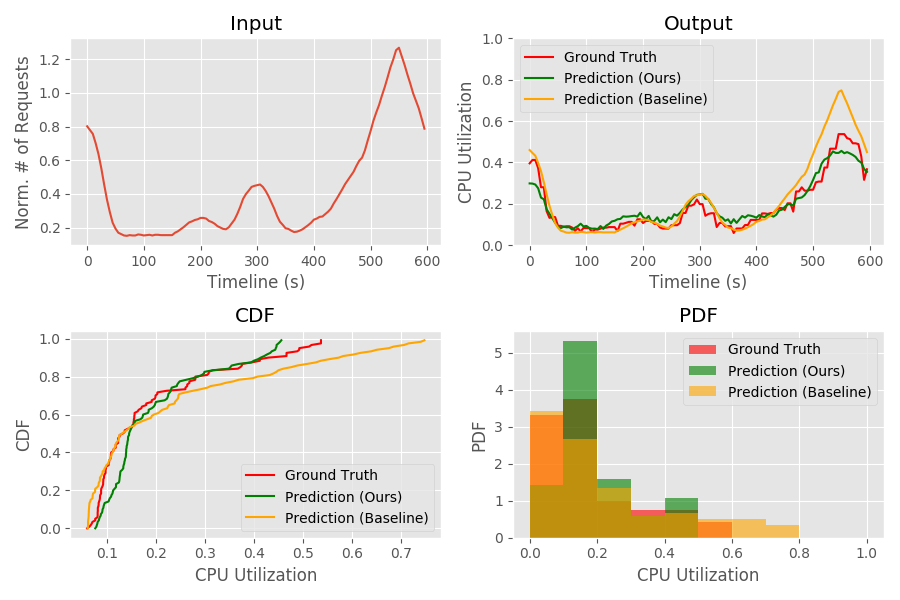 Input
Norm. # of Requests
1.2
1.0
0.8
0.6
0.4
0.2
0 100 200 300 400 500 600
Timeline (s)
Output
CPU Utilization
1.0
0.8
0.6
0.4
0.2
0.0
Ground Truth
Prediction (Ours)
Prediction (Baseline)
0 100 200 300 400 500 600
Timeline (s)
CDF
CDF
1.0
0.8
0.6
0.4
0.2
0.0
Ground Truth
Prediction (Ours)
Prediction (Baseline)
0.1 0.2 0.3 0.4 0.5 0.6 0.7
CPU Utilization
PDF
PDF
5
4
3
2
1
0
Ground Truth
Prediction (Ours)
Prediction (Baseline)
0.0 0.2 0.4 0.6 0.8 1.0
CPU Utilization